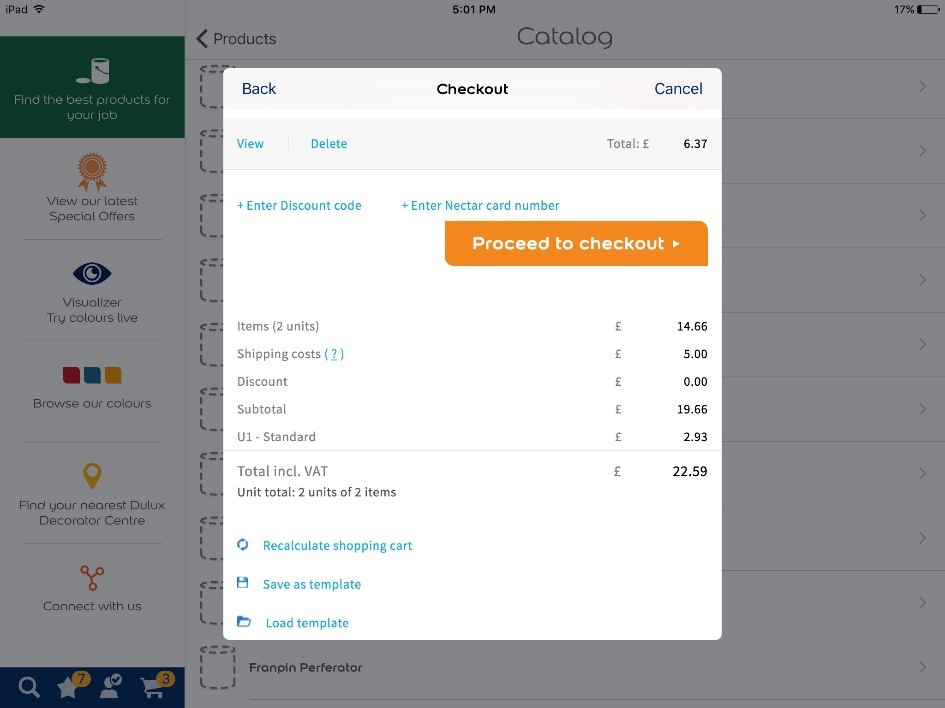 iPad 5:01 PM 17%
Products Catalog
Find the best products for
your job
View our latest
Special Offers
Visualizer
Try colours live
Browse our colours
Find your nearest Dulux
Decorator Centre
Connect with us
7 3
Back Checkout Cancel
View Delete Total: £ 6.37
+ Enter Discount code + Enter Nectar card number
Proceed to checkout ▸
Items (2 units) £ 14.66
Shipping costs ( ? ) £ 5.00
Discount £ 0.00
Subtotal £ 19.66
U1 - Standard £ 2.93
Total incl. VAT £ 22.59
Unit total: 2 units of 2 items
Recalculate shopping cart
Save as template
Load template
Franpin Perferator